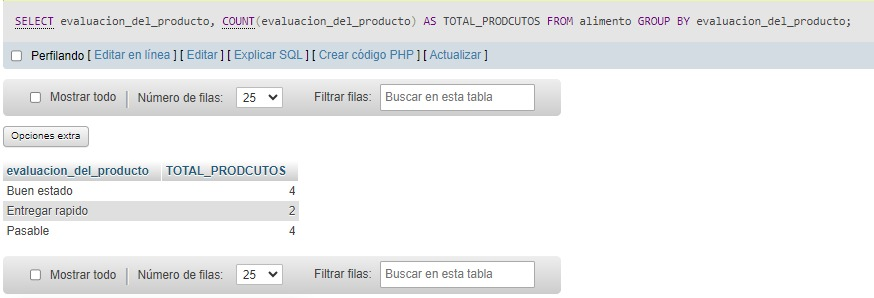 SELECT evaluacion_del_producto, COUNT(evaluacion_del_producto) AS TOTAL_PRODCUTOS FROM alimento GROUP BY evaluacion_del_producto;
Perfilando [ Editar en línea ] [ Editar ] [ Explicar SQL ] [ Crear código PHP ] [ Actualizar ]
Mostrar todo Número de filas: 25 Filtrar filas: Buscar en esta tabla
Opciones extra
evaluacion_del_producto TOTAL_PRODCUTOS
Buen estado 4
Entregar rapido 2
Pasable 4
Mostrar todo Número de filas: 25 Filtrar filas: Buscar en esta tabla